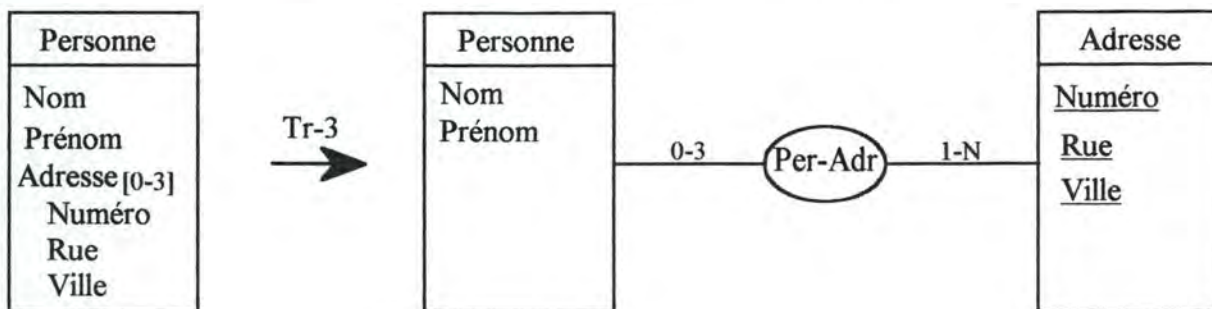 Personne
Nom
Prénom
Adresse[0-3]
Numéro
Rue
Ville
Tr-3
Personne
Nom
Prénom
0-3
Per-Adr
1-N
Adresse
Numéro
Rue
Ville